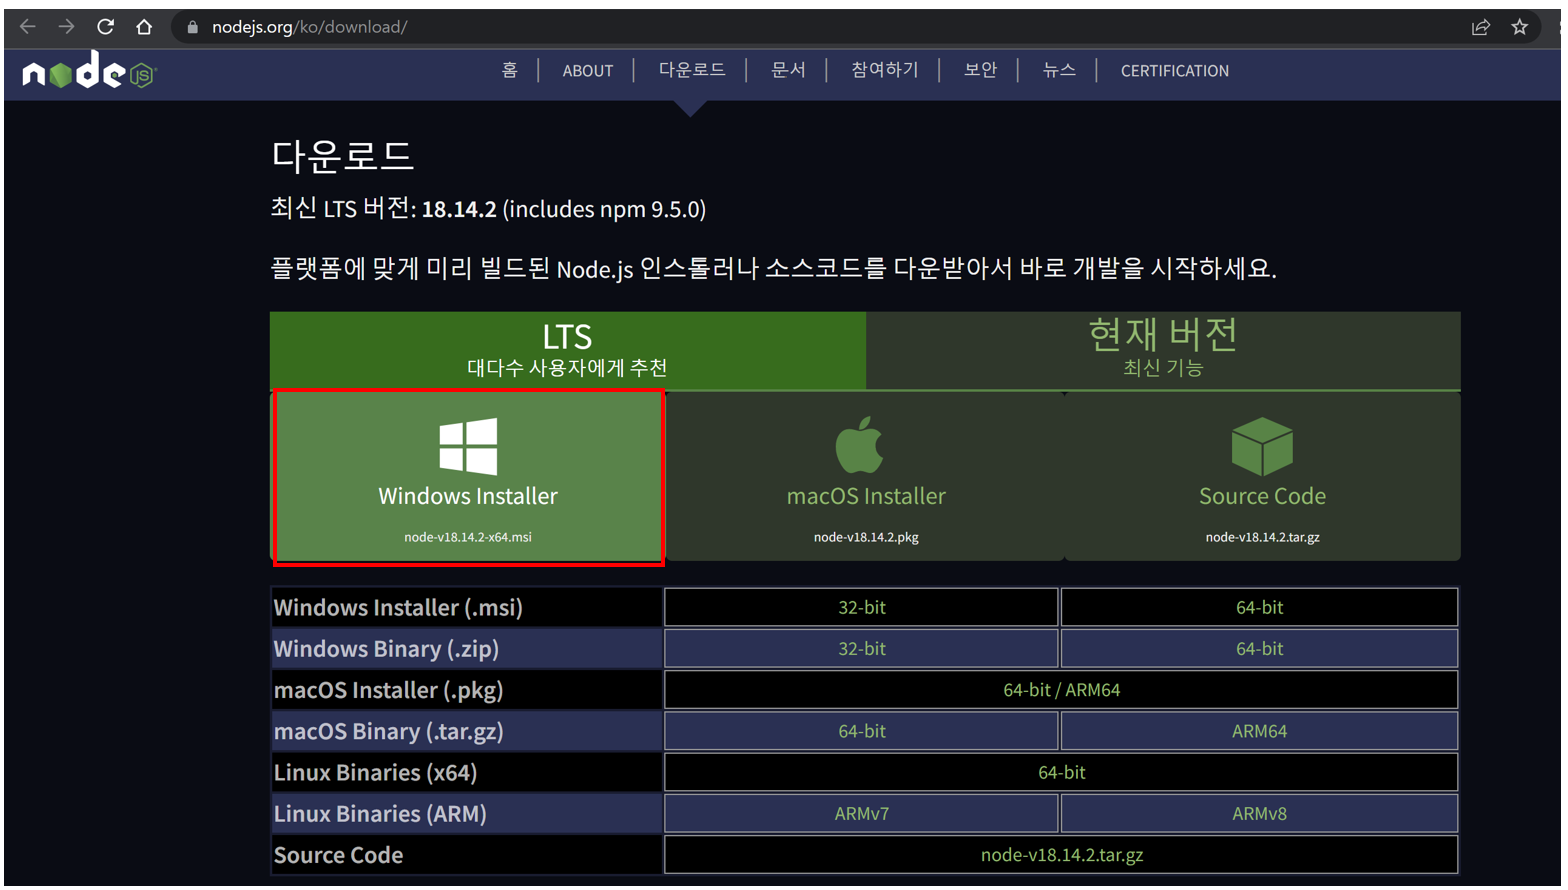 nodejs.org/ko/download/
node JS
홈 | ABOUT | 다운로드 | 문서 | 참여하기 | 보안 | 뉴스 | CERTIFICATION
다운로드
최신 LTS 버전: 18.14.2 (includes npm 9.5.0)
플랫폼에 맞게 미리 빌드된 Node.js 인스톨러나 소스코드를 다운받아서 바로 개발을 시작하세요.
LTS
대다수 사용자에게 추천
현재 버전
최신 기능
Windows Installer
node-v18.14.2-x64.msi
macOS Installer
node-v18.14.2.pkg
Source Code
node-v18.14.2.tar.gz
Windows Installer (.msi) 32-bit 64-bit
Windows Binary (.zip) 32-bit 64-bit
macOS Installer (.pkg) 64-bit / ARM64
macOS Binary (.tar.gz) 64-bit ARM64
Linux Binaries (x64) 64-bit
Linux Binaries (ARM) ARMv7 ARMv8
Source Code node-v18.14.2.tar.gz